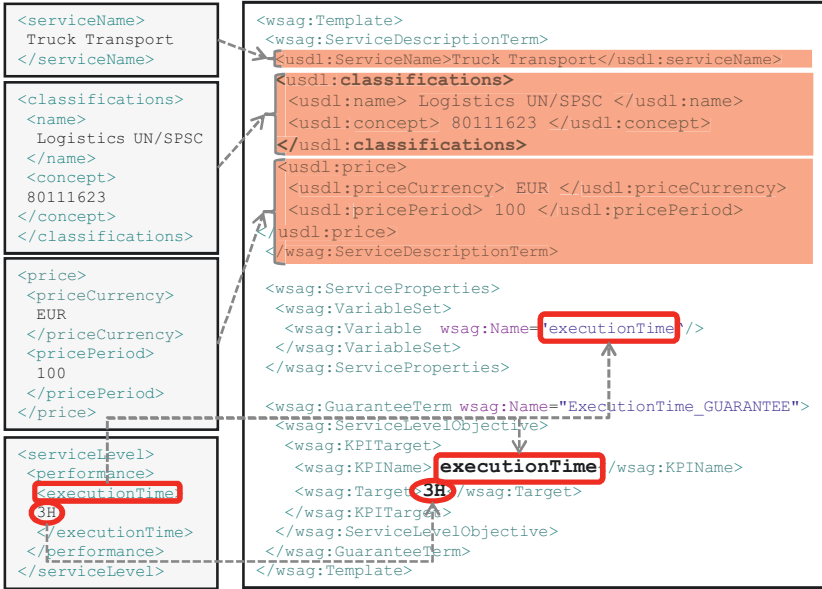 <serviceName>
Truck Transport
</serviceName>
<classifications>
<name>
Logistics UN/SPSC
</name>
<concept>
80111623
</concept>
</classifications>
<price>
<priceCurrency>
EUR
</priceCurrency>
<pricePeriod>
100
</pricePeriod>
</price>
<serviceLevel>
<performance>
<executionTime>
3H
</executionTime>
</performance>
</serviceLevel>
<wsag:Template>
<wsag:ServiceDescriptionTerm>
<usdl:ServiceName>Truck Transport</usdl:serviceName>
<usdl:classifications>
<usdl:name> Logistics UN/SPSC </usdl:name>
<usdl:concept> 80111623 </usdl:concept>
</usdl:classifications>
<usdl:price>
<usdl:priceCurrency> EUR </usdl:priceCurrency>
<usdl:pricePeriod> 100 </usdl:pricePeriod>
</usdl:price>
</wsag:ServiceDescriptionTerm>
<wsag:ServiceProperties>
<wsag:VariableSet>
<wsag:Variable wsag:Name="executionTime"/>
</wsag:VariableSet>
</wsag:ServiceProperties>
<wsag:GuaranteeTerm wsag:Name="ExecutionTime_GUARANTEE">
<wsag:ServiceLevelObjective>
<wsag:KPITarget>
<wsag:KPIName> executionTime</wsag:KPIName>
<wsag:Target>3H</wsag:Target>
</wsag:KPITarget>
</wsag:ServiceLevelObjective>
</wsag:GuaranteeTerm>
</wsag:Template>